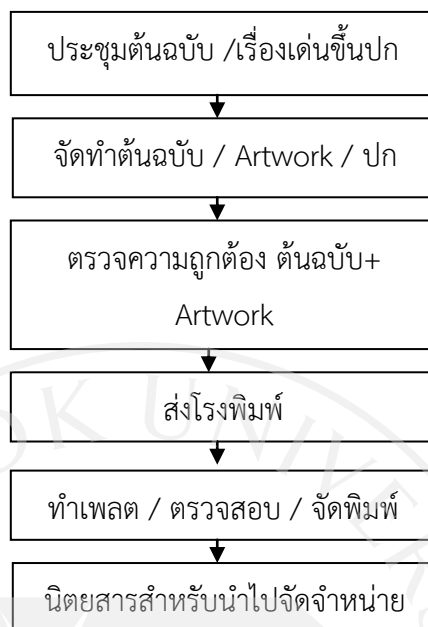 ประชุมต้นฉบับ /เรื่องเด่นขึ้นปก
จัดทำต้นฉบับ / Artwork / ปก
ตรวจความถูกต้อง ต้นฉบับ+
Artwork
ส่งโรงพิมพ์
ทำเพลต / ตรวจสอบ / จัดพิมพ์
นิตยสารสำหรับนำไปจัดจำหน่าย